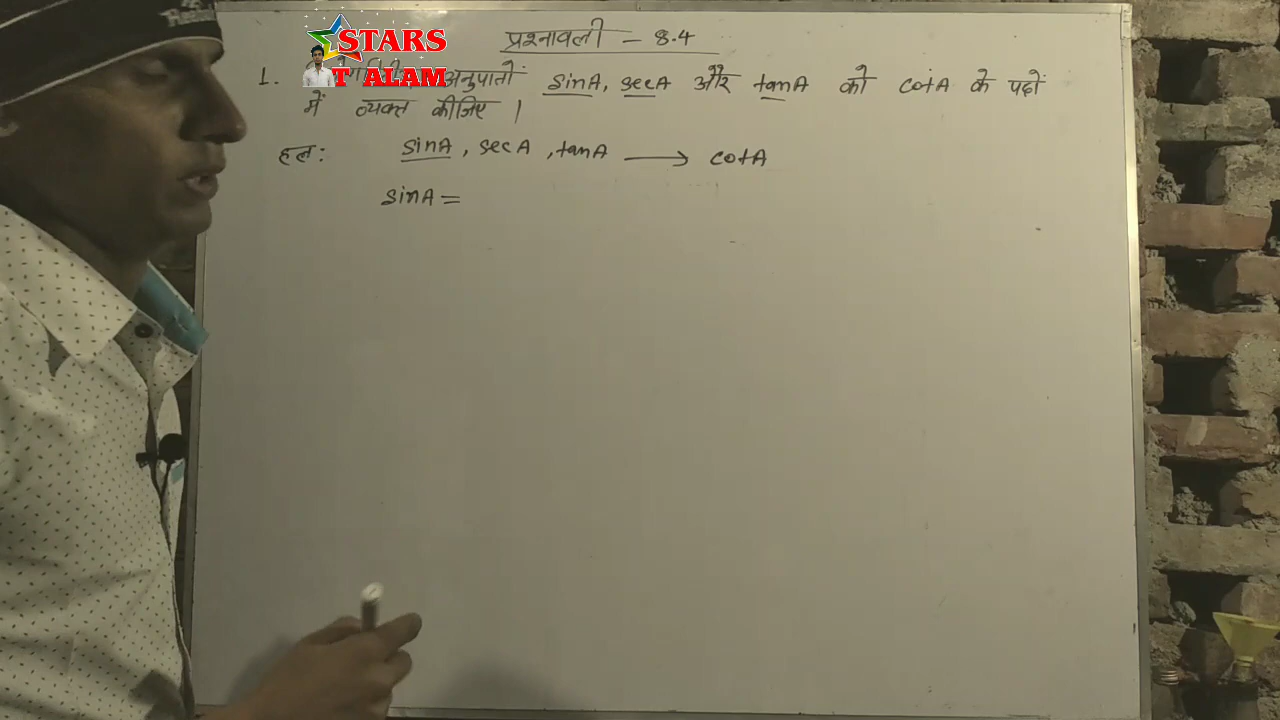 प्रश्नावली - 8.4
STARS
T ALAM
1. अनुपातों sinA, secA और tanA को cotA के पदों
में व्यक्त कीजिए ।
हल: sinA, secA, tanA ⟶ cotA
sinA =